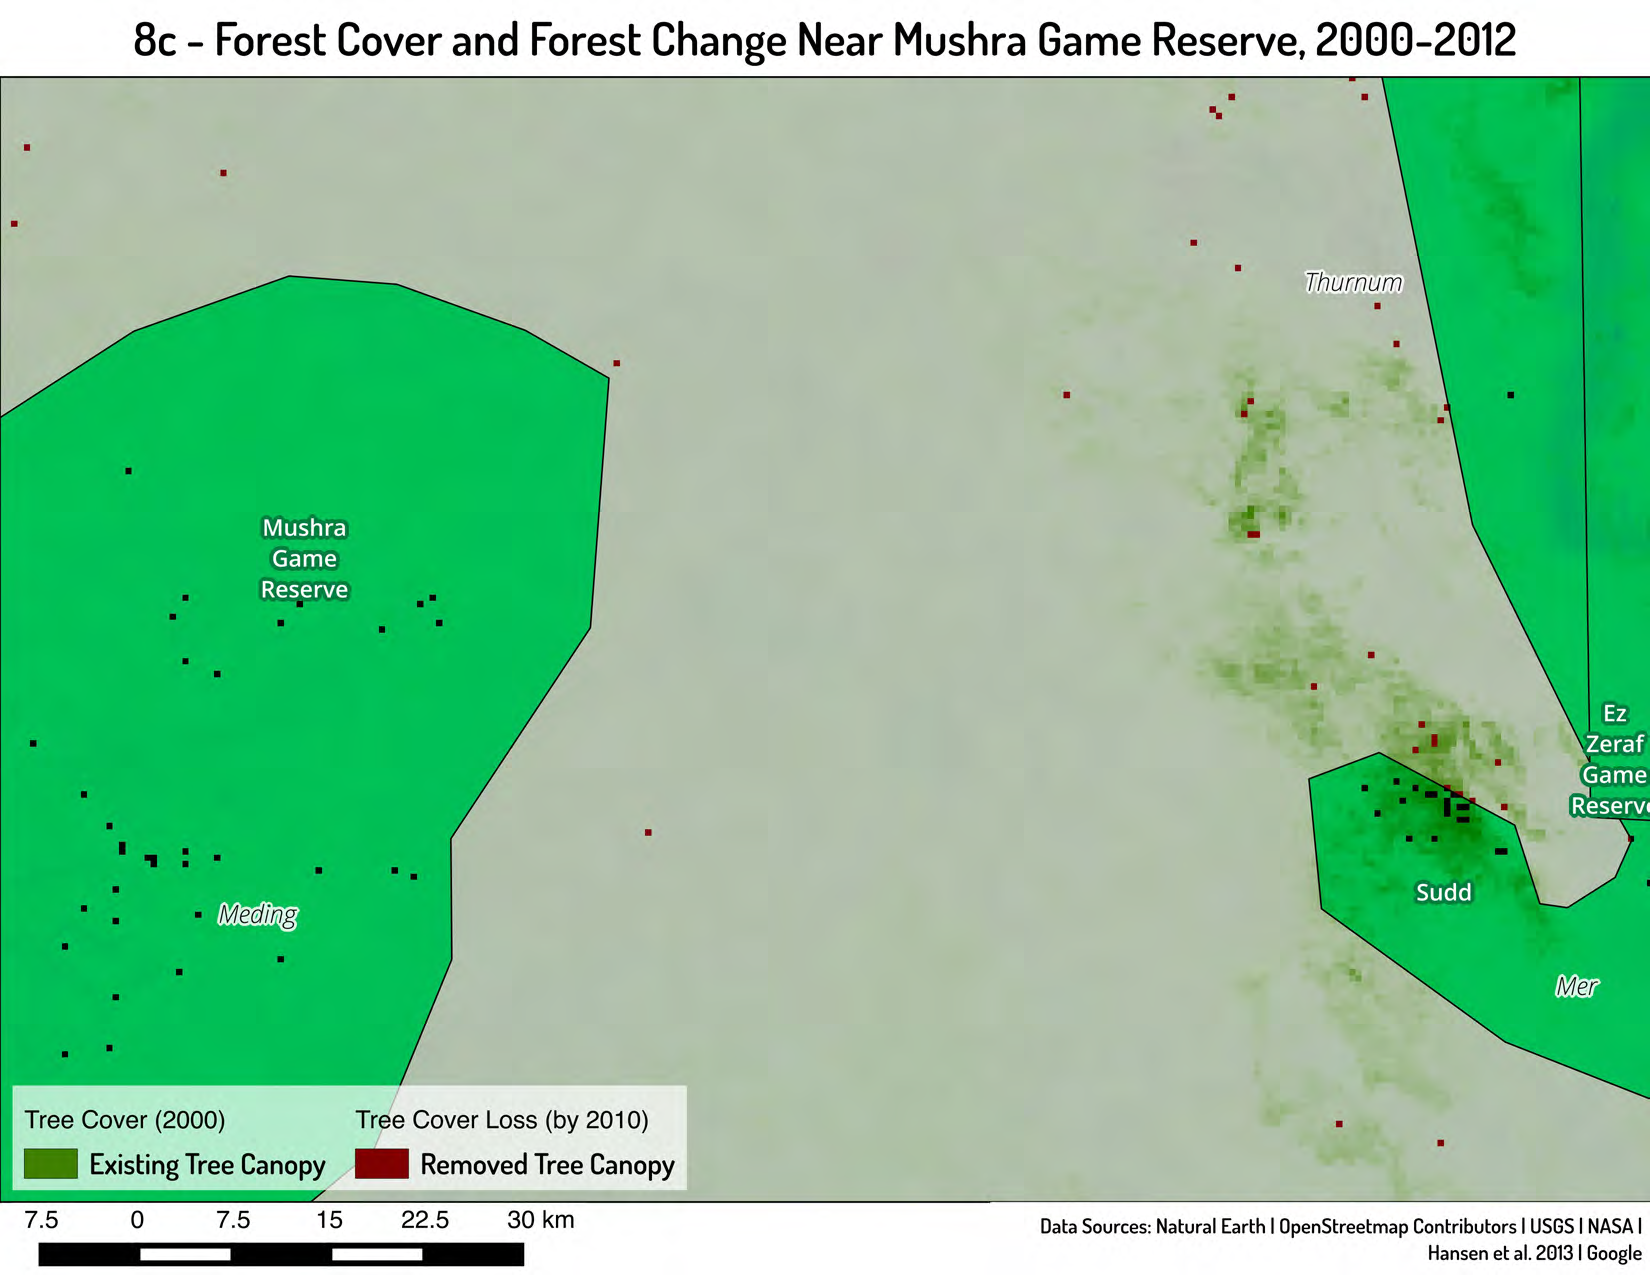 8c - Forest Cover and Forest Change Near Mushra Game Reserve, 2000-2012
Thurnum
Mushra
Game
Reserve
Ez
Zeraf
Game
Reserve
Sudd
Meding
Mer
Tree Cover (2000)
Existing Tree Canopy
Tree Cover Loss (by 2010)
Removed Tree Canopy
7.5 0 7.5 15 22.5 30 km
Data Sources: Natural Earth | OpenStreetmap Contributors | USGS | NASA |
Hansen et al. 2013 | Google